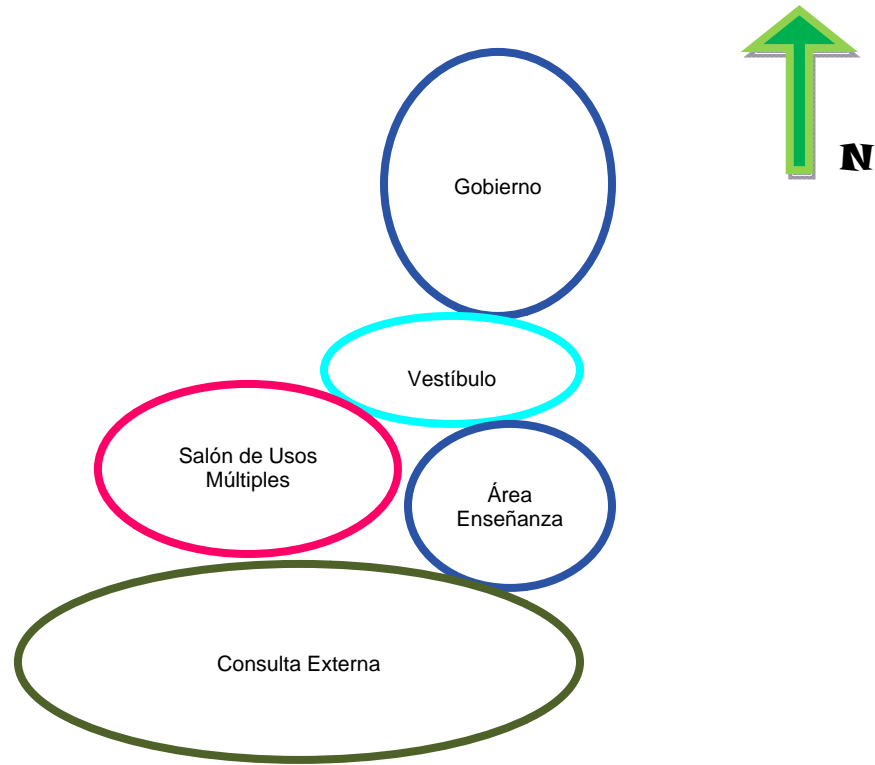 N
Gobierno
Vestíbulo
Salón de Usos
Múltiples
Área
Enseñanza
Consulta Externa